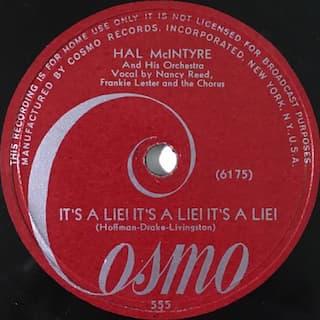 THIS RECORDING IS FOR HOME USE ONLY IT IS NOT LICENSED FOR BROADCAST PURPOSES.
MANUFACTURED BY COSMO RECORDS, INCORPORATED, NEW YORK, N.Y. U.S.A.
HAL McINTYRE
And His Orchestra
Vocal by Nancy Reed,
Frankie Lester and the Chorus
(6175)
IT'S A LIE! IT'S A LIE! IT'S A LIE!
(Hoffman-Drake-Livingston)
Cosmo
555